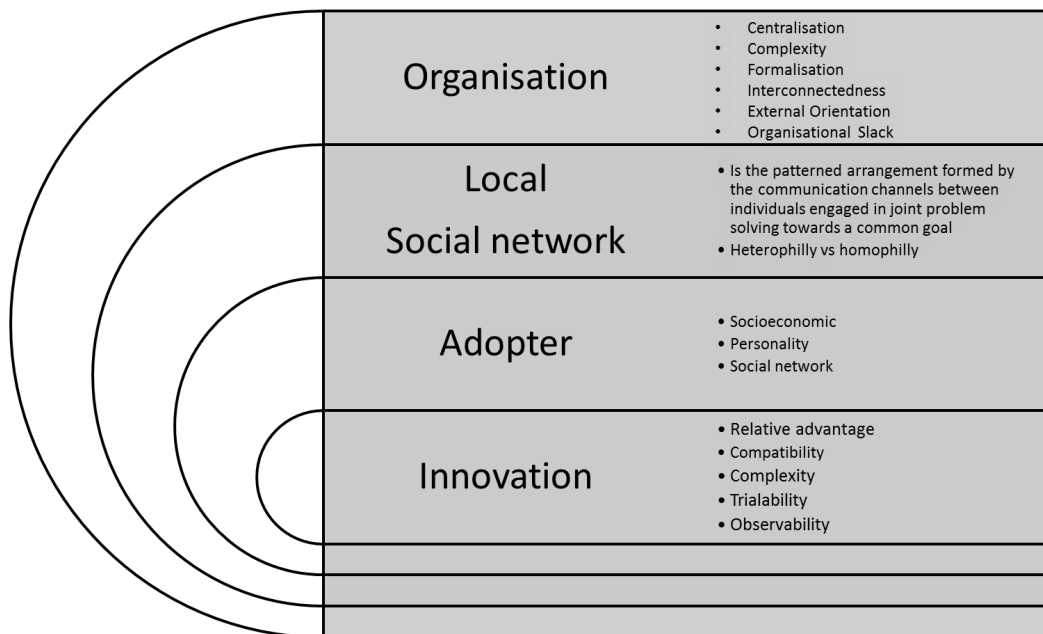 Organisation
• Centralisation
• Complexity
• Formalisation
• Interconnectedness
• External Orientation
• Organisational Slack
Local
Social network
• Is the patterned arrangement formed by
the communication channels between
individuals engaged in joint problem
solving towards a common goal
• Heterophilly vs homophilly
Adopter
• Socioeconomic
• Personality
• Social network
Innovation
• Relative advantage
• Compatibility
• Complexity
• Trialability
• Observability